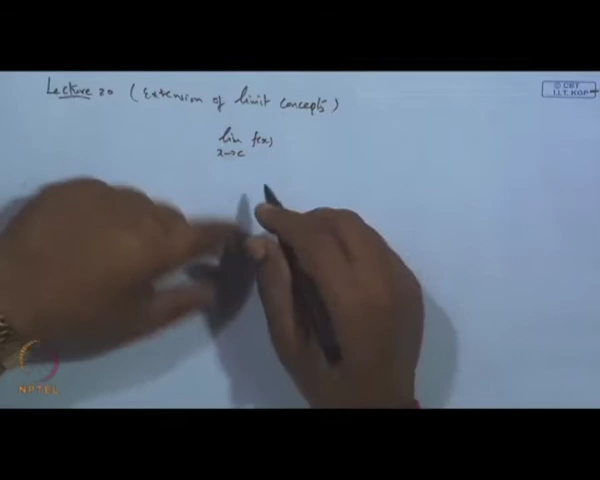 Lecture 20 (Extension of limit concepts)
© CET
I.I.T. KGP
lim f(x)
x→c
NPTEL